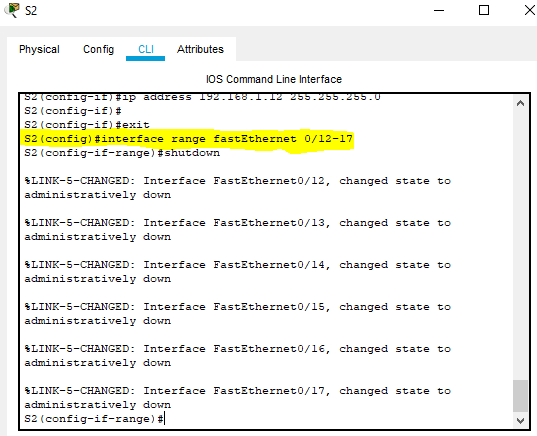 S2
Physical Config CLI Attributes
IOS Command Line Interface
S2(config-if)#ip address 192.168.1.12 255.255.255.0
S2(config-if)#
S2(config-if)#exit
S2(config)#interface range fastEthernet 0/12-17
S2(config-if-range)#shutdown
%LINK-5-CHANGED: Interface FastEthernet0/12, changed state to
administratively down
%LINK-5-CHANGED: Interface FastEthernet0/13, changed state to
administratively down
%LINK-5-CHANGED: Interface FastEthernet0/14, changed state to
administratively down
%LINK-5-CHANGED: Interface FastEthernet0/15, changed state to
administratively down
%LINK-5-CHANGED: Interface FastEthernet0/16, changed state to
administratively down
%LINK-5-CHANGED: Interface FastEthernet0/17, changed state to
administratively down
S2(config-if-range)#